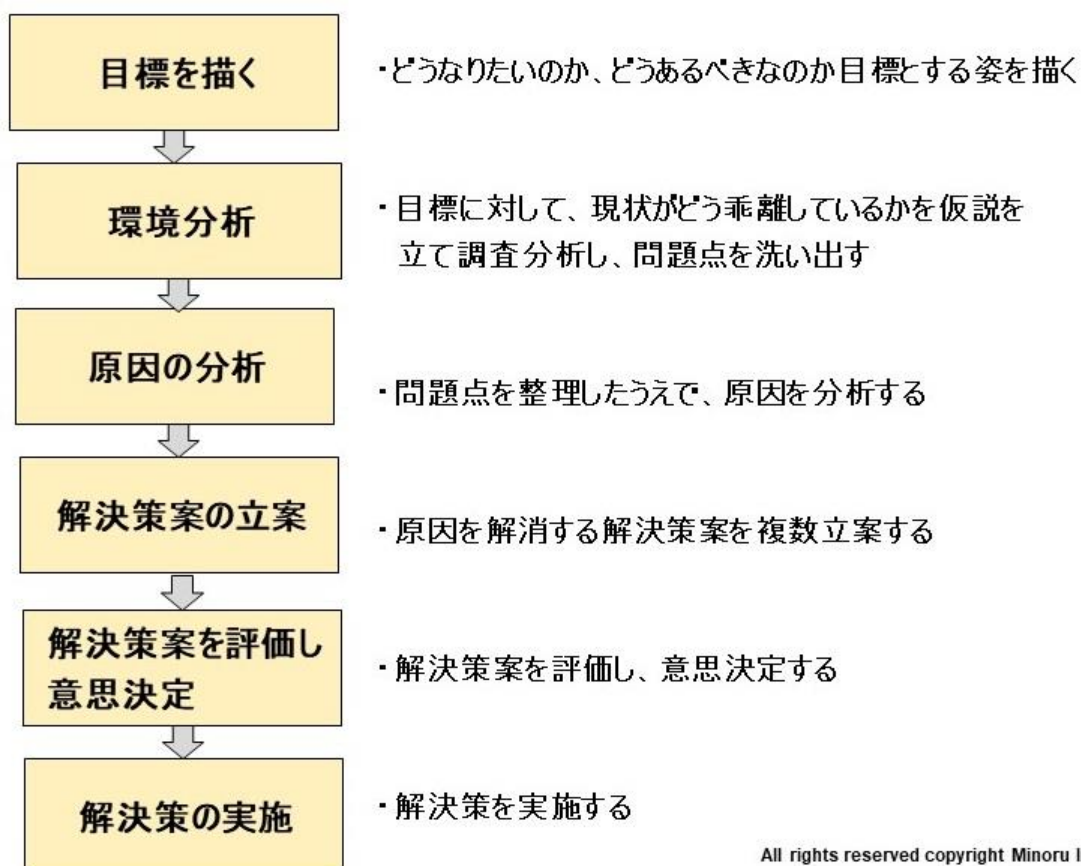 目標を描く
・どうなりたいのか、どうあるべきなのか目標とする姿を描く
環境分析
・目標に対して、現状がどう乖離しているかを仮説を
立て調査分析し、問題点を洗い出す
原因の分析
・問題点を整理したうえで、原因を分析する
解決策案の立案
・原因を解消する解決策案を複数立案する
解決策案を評価し
意思決定
・解決策案を評価し、意思決定する
解決策の実施
・解決策を実施する
All rights reserved copyright Minoru